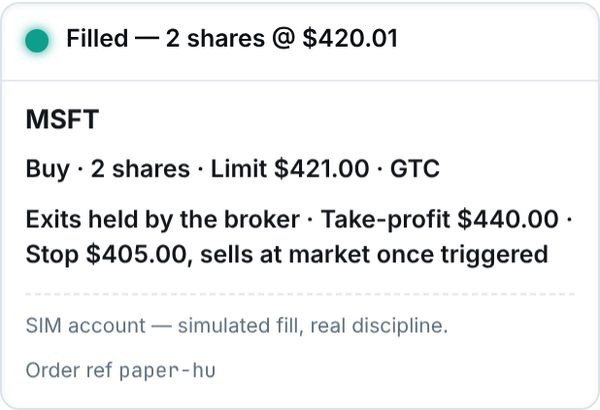 Filled — 2 shares @ $420.01
MSFT
Buy · 2 shares · Limit $421.00 · GTC
Exits held by the broker · Take-profit $440.00 ·
Stop $405.00, sells at market once triggered
SIM account — simulated fill, real discipline.
Order ref paper-hu